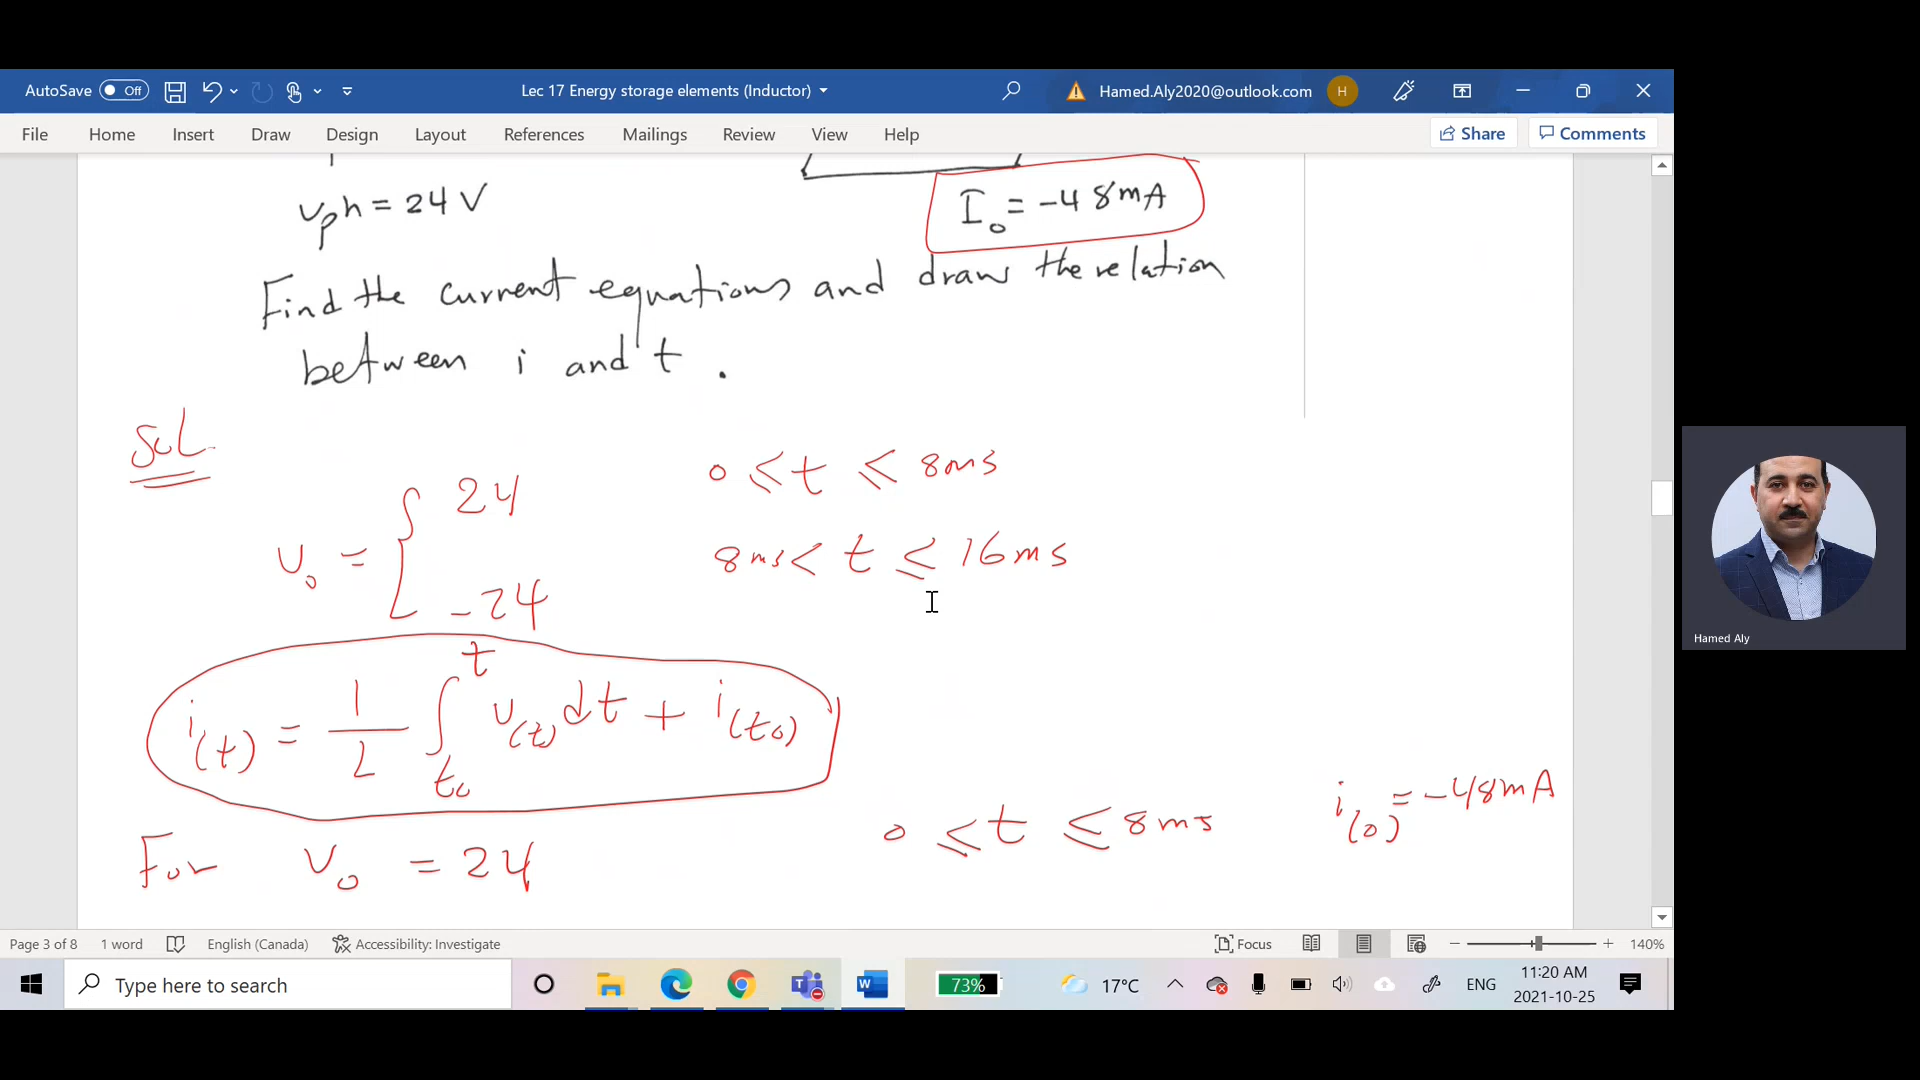 AutoSave Off Lec 17 Energy storage elements (Inductor) Hamed.Aly2020@outlook.com H
File Home Insert Draw Design Layout References Mailings Review View Help Share Comments
vph = 24 V
I₀ = -48mA
Find the current equations and draw the relation
between i and t .
Sol
v₀ = { 24 0 ≤ t ≤ 8ms
-24 8ms < t ≤ 16ms
i(t) = 1/L ∫ₜ₀ᵗ v(t) dt + i(t₀)
For v₀ = 24 0 ≤ t ≤ 8ms i(0) = -48mA
Hamed Aly
Page 3 of 8 1 word English (Canada) Accessibility: Investigate Focus 140%
Type here to search 73% 17°C ENG 11:20 AM
2021-10-25